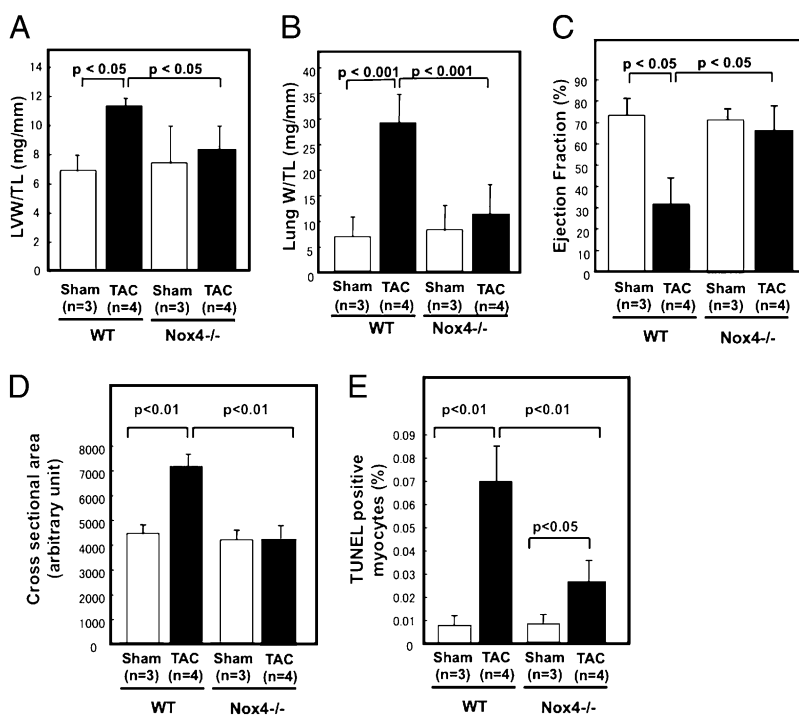 A
LVW/TL (mg/mm)
14
12
10
8
6
4
2
0
p < 0.05
p < 0.05
Sham TAC Sham TAC
(n=3) (n=4) (n=3) (n=4)
WT Nox4-/-
B
Lung W/TL (mg/mm)
40
35
30
25
20
15
10
5
0
p < 0.001
p < 0.001
Sham TAC Sham TAC
(n=3) (n=4) (n=3) (n=4)
WT Nox4-/-
C
Ejection Fraction (%)
90
80
70
60
50
40
30
20
10
0
p < 0.05
p < 0.05
Sham TAC Sham TAC
(n=3) (n=4) (n=3) (n=4)
WT Nox4-/-
D
Cross sectional area
(arbitrary unit)
8000
7000
6000
5000
4000
3000
2000
1000
0
p<0.01
p<0.01
Sham TAC Sham TAC
(n=3) (n=4) (n=3) (n=4)
WT Nox4-/-
E
TUNEL positive
myocytes (%)
0.09
0.08
0.07
0.06
0.05
0.04
0.03
0.02
0.01
0
p<0.01
p<0.01
p<0.05
Sham TAC Sham TAC
(n=3) (n=4) (n=3) (n=4)
WT Nox4-/-